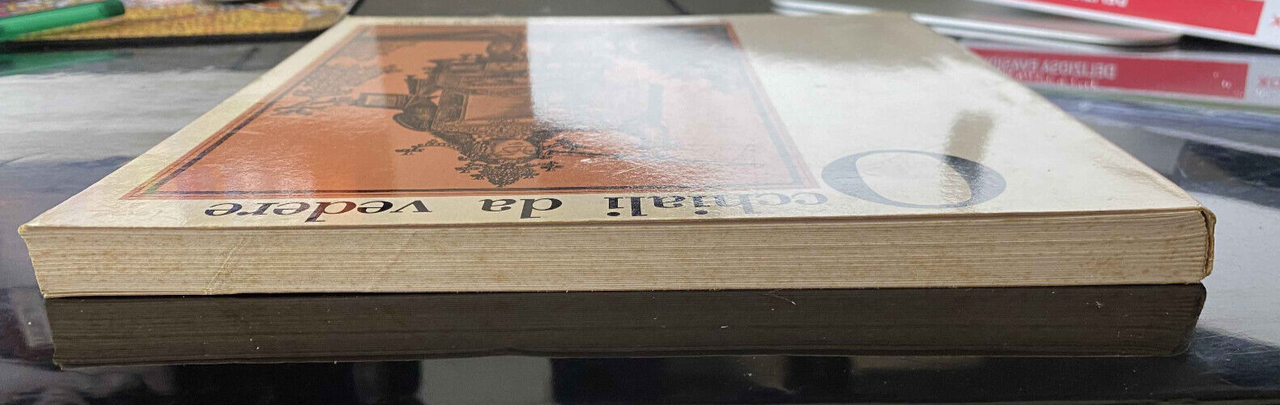 Occhiali da vedere